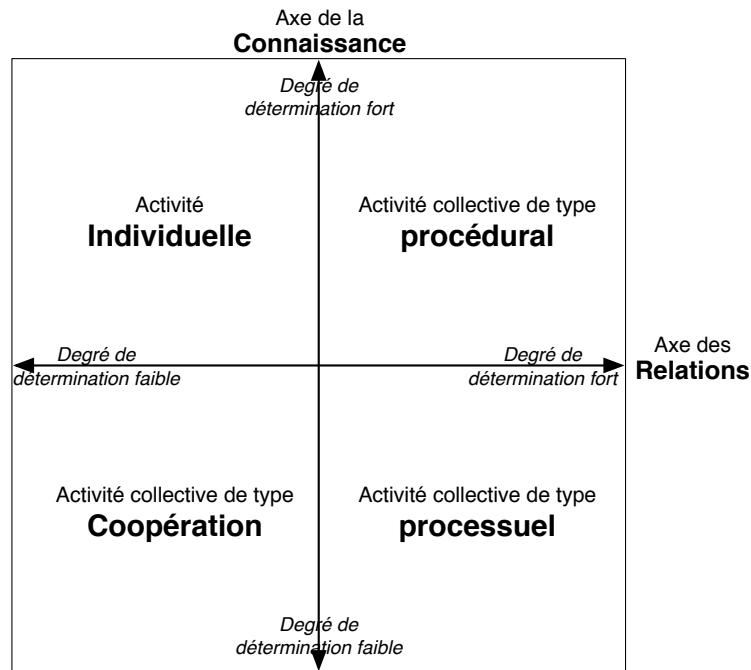 Axe de la
Connaissance
Degré de
détermination fort
Activité
Individuelle
Activité collective de type
procédural
Degré de
détermination faible
Degré de
détermination fort
Axe des
Relations
Activité collective de type
Coopération
Activité collective de type
processuel
Degré de
détermination faible